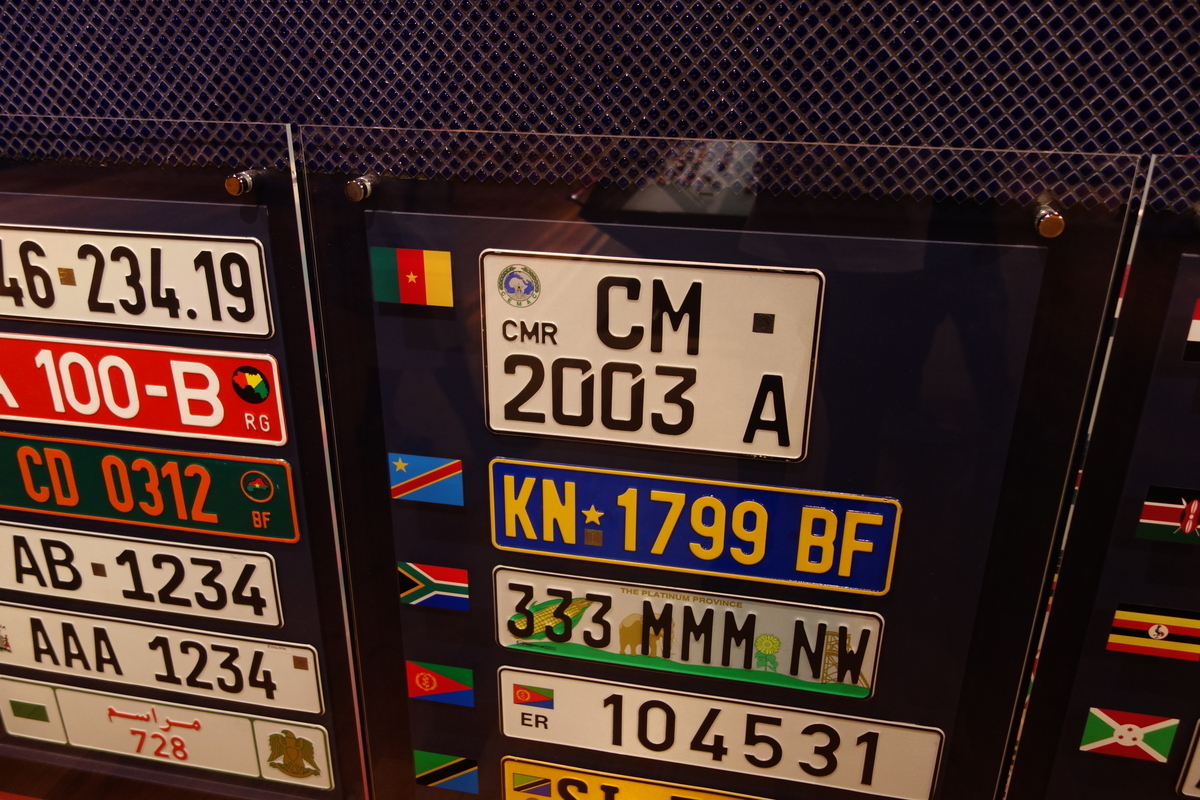 46 234.19
A 100-B
RG
CD 0312
BF
AB 1234
AAA 1234
مراسم
728
CEMAC
CM
CMR
2003 A
KN 1799 BF
THE PLATINUM PROVINCE
333 MMM NW
ER
104531